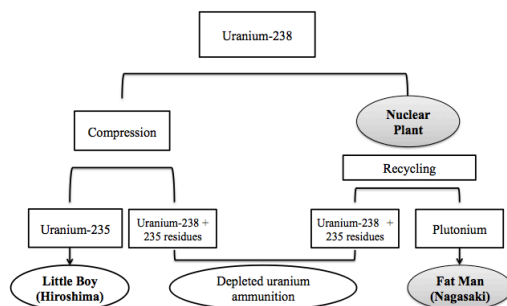 Uranium-238
Nuclear
Plant
Compression
Recycling
Uranium-235
Uranium-238 +
235 residues
Uranium-238 +
235 residues
Plutonium
Little Boy
(Hiroshima)
Depleted uranium
ammunition
Fat Man
(Nagasaki)